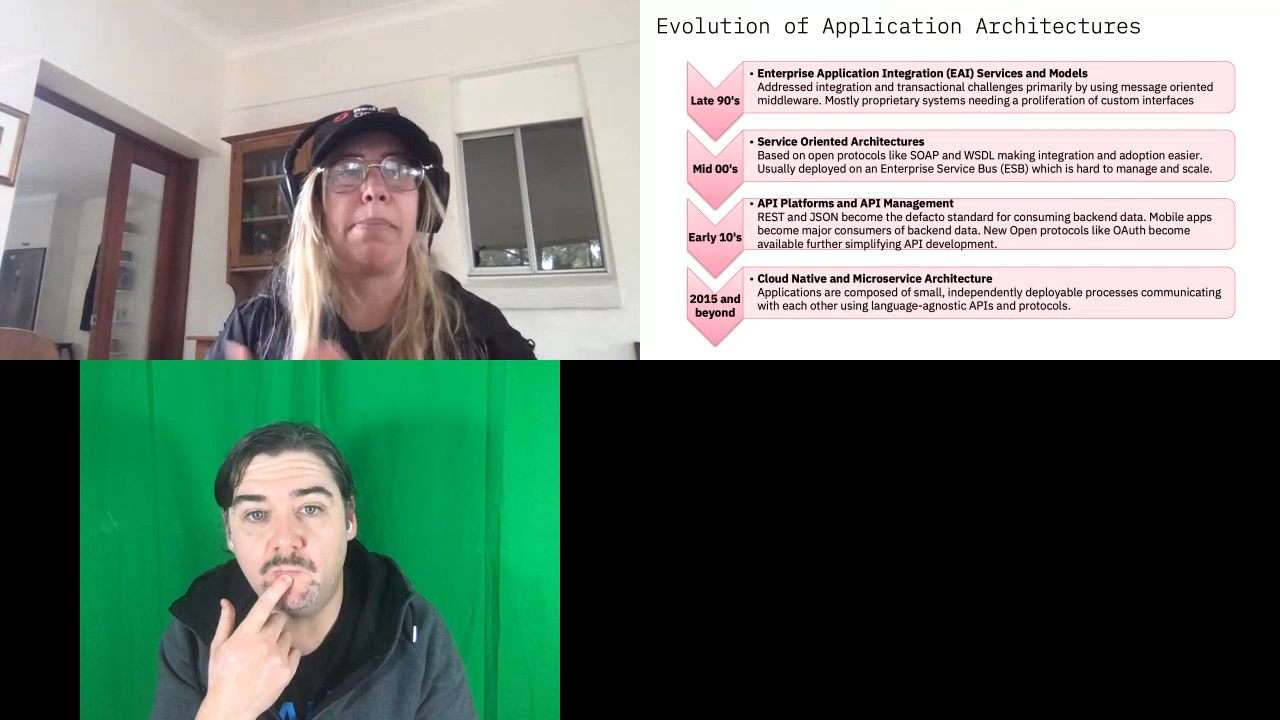 Evolution of Application Architectures
Late 90's
• Enterprise Application Integration (EAI) Services and Models
Addressed integration and transactional challenges primarily by using message oriented
middleware. Mostly proprietary systems needing a proliferation of custom interfaces
Mid 00's
• Service Oriented Architectures
Based on open protocols like SOAP and WSDL making integration and adoption easier.
Usually deployed on an Enterprise Service Bus (ESB) which is hard to manage and scale.
Early 10's
• API Platforms and API Management
REST and JSON become the defacto standard for consuming backend data. Mobile apps
become major consumers of backend data. New Open protocols like OAuth become
available further simplifying API development.
2015 and
beyond
• Cloud Native and Microservice Architecture
Applications are composed of small, independently deployable processes communicating
with each other using language-agnostic APIs and protocols.